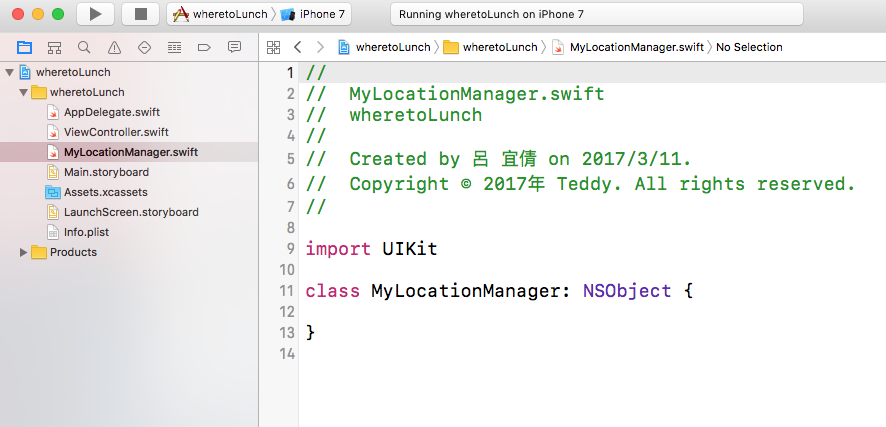 wheretoLunch
iPhone 7
Running wheretoLunch on iPhone 7
wheretoLunch
wheretoLunch
MyLocationManager.swift
No Selection
wheretoLunch
wheretoLunch
AppDelegate.swift
ViewController.swift
MyLocationManager.swift
Main.storyboard
Assets.xcassets
LaunchScreen.storyboard
Info.plist
Products
1 //
2 //  MyLocationManager.swift
3 //  wheretoLunch
4 //
5 //  Created by 呂 宜倩 on 2017/3/11.
6 //  Copyright © 2017年 Teddy. All rights reserved.
7 //
8
9 import UIKit
10
11 class MyLocationManager: NSObject {
12
13 }
14